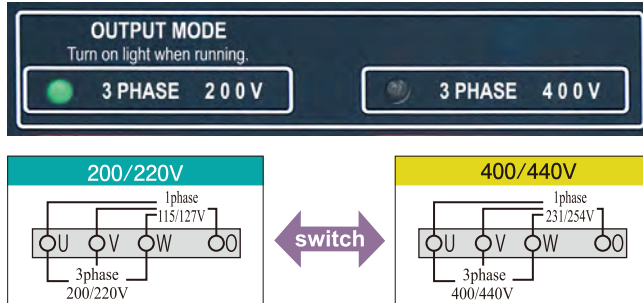 OUTPUT MODE
Turn on light when running.
3 PHASE 200V
3 PHASE 400V
200/220V
1phase
115/127V
U V W O
3phase
200/220V
switch
400/440V
1phase
231/254V
U V W O
3phase
400/440V